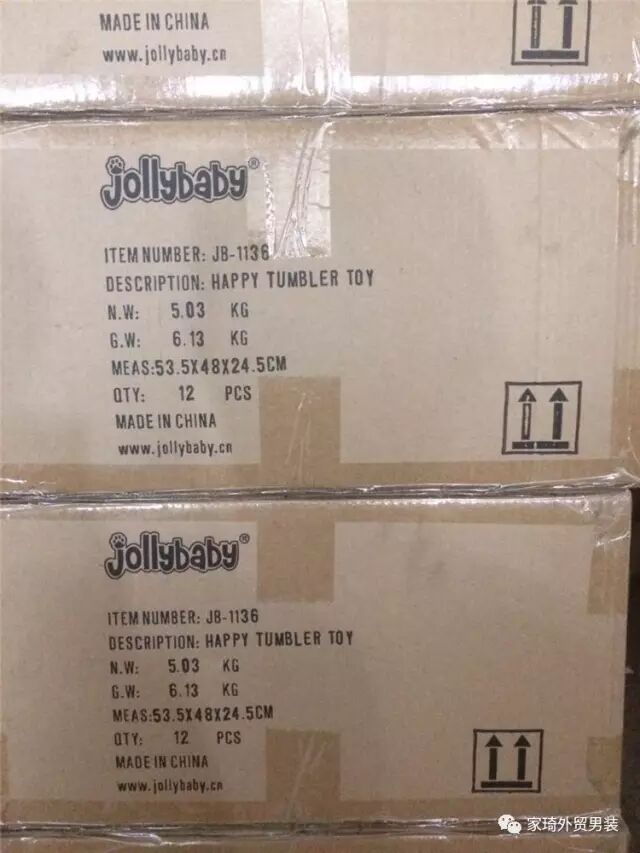 MADE IN CHINA
www.jollybaby.cn
jollybaby®
ITEM NUMBER: JB-1136
DESCRIPTION: HAPPY TUMBLER TOY
N.W: 5.03 KG
G.W: 6.13 KG
MEAS:53.5X48X24.5CM
QTY: 12 PCS
MADE IN CHINA
www.jollybaby.cn
jollybaby®
ITEM NUMBER: JB-1136
DESCRIPTION: HAPPY TUMBLER TOY
N.W: 5.03 KG
G.W: 6.13 KG
MEAS:53.5X48X24.5CM
QTY: 12 PCS
MADE IN CHINA
www.jollybaby.cn
家琦外贸男装